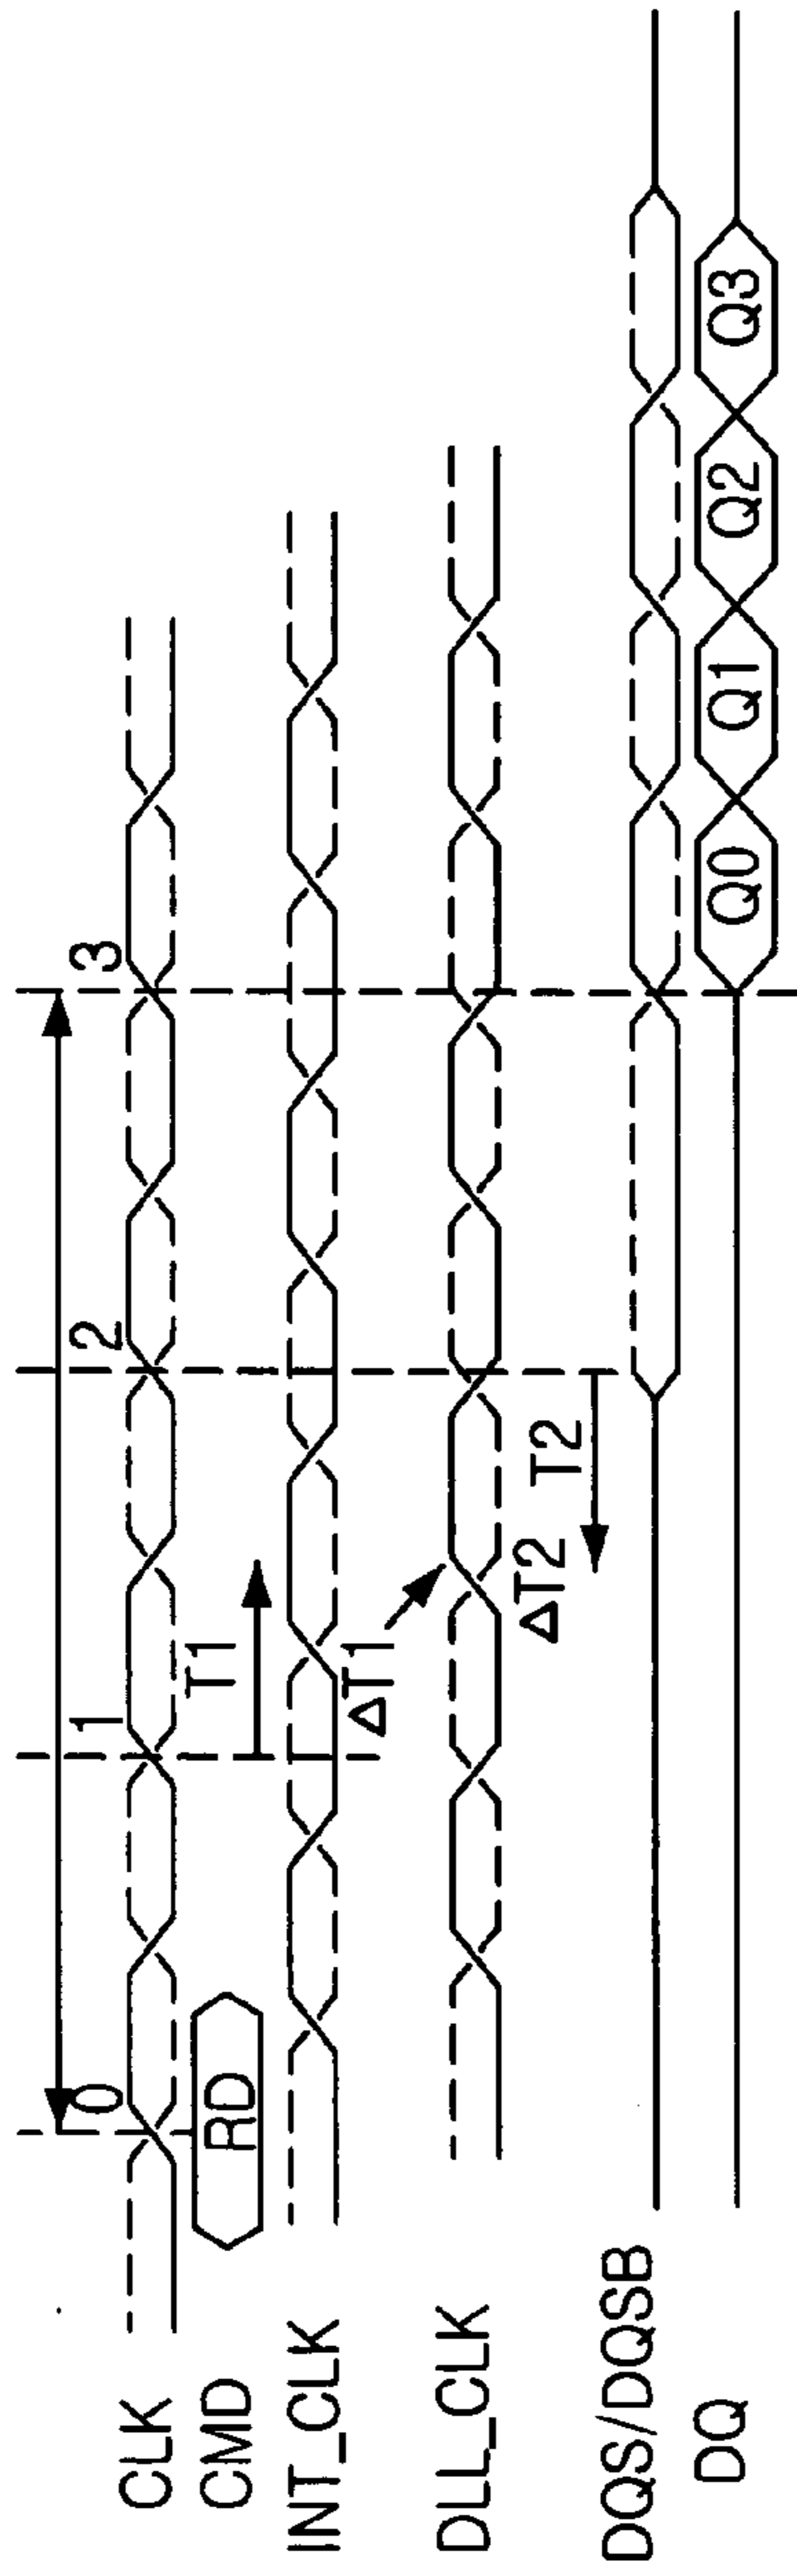 0 1 2 3
CLK
CMD RD T1
INT_CLK
ΔT1
DLL_CLK
ΔT2 T2
DQS/DQSB
DQ Q0 Q1 Q2 Q3